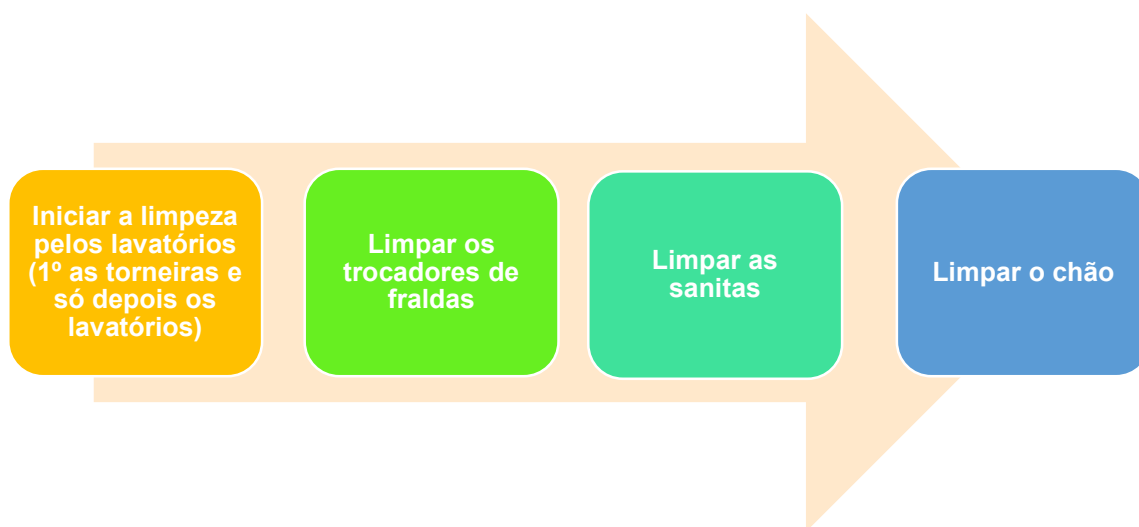 Iniciar a limpeza
pelos lavatórios
(1º as torneiras e
só depois os
lavatórios)
Limpar os
trocadores de
fraldas
Limpar as
sanitas
Limpar o chão